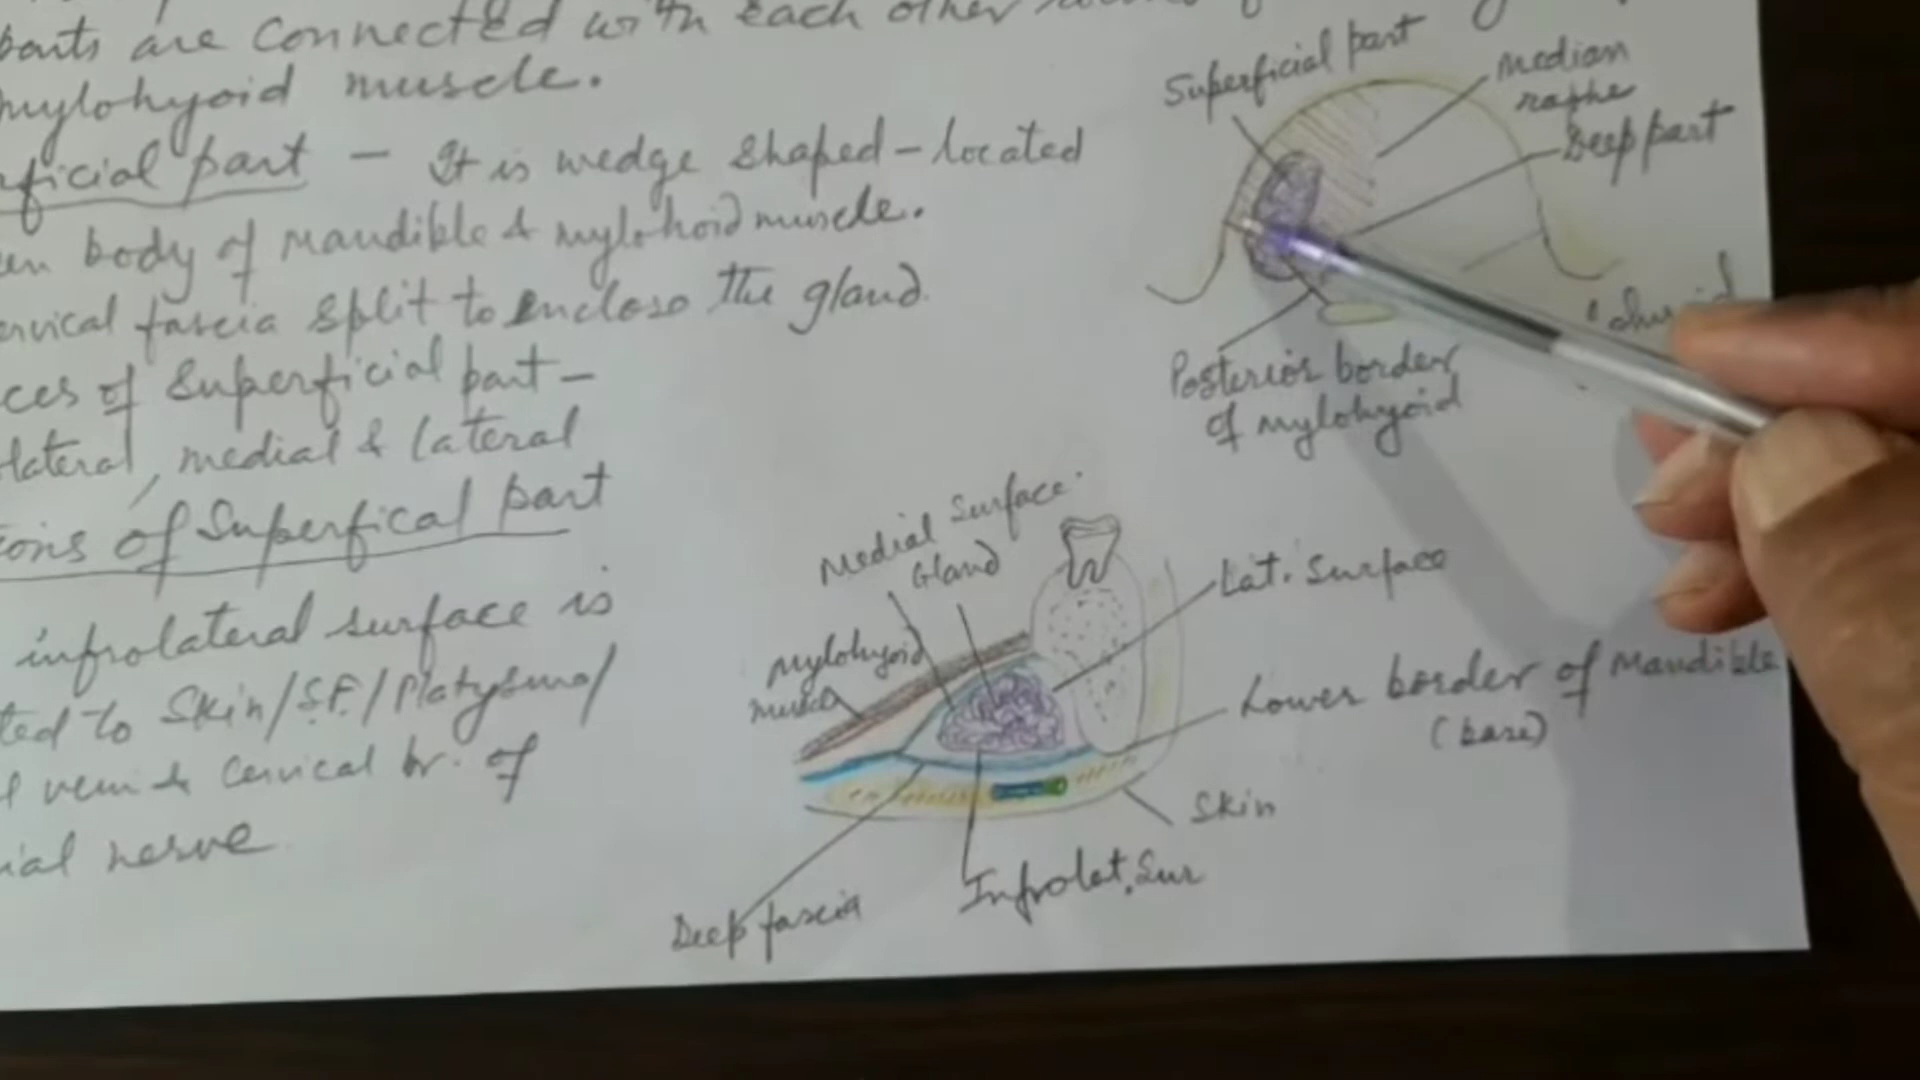 parts are connected with each other
mylohyoid muscle.
ficial part – It is wedge shaped – located
en body of mandible & mylohoid muscle.
ervical fascia split to enclose the gland
ces of Superficial part –
lateral, medial & lateral
ions of Superfical part
infrolateral surface is
ted to Skin/S.F./Platysma/
l vein & Cervical br. of
ial nerve
Superficial part
Median
raphe
Deep part
Posterior border
of mylohyoid
Medial Surface
Gland
Lat. Surface
mylohyoid
muscle
Lower border of Mandible
(base)
Skin
Infrolat. Sur
Deep fascia